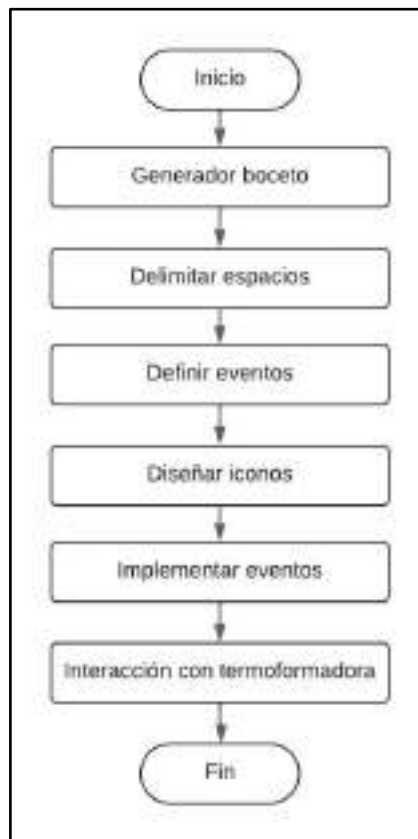 Inicio
Generador boceto
Delimitar espacios
Definir eventos
Diseñar iconos
Implementar eventos
Interacción con termoformadora
Fin